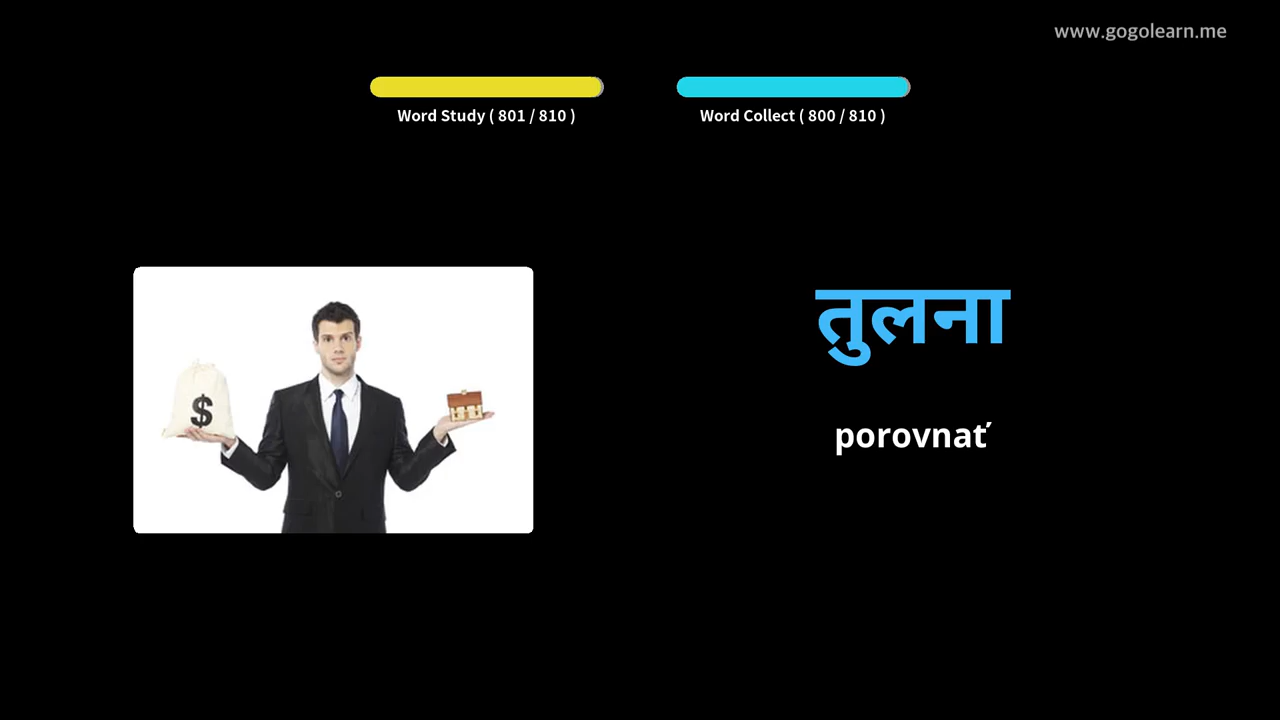 www.gogolearn.me
Word Study ( 801 / 810 )
Word Collect ( 800 / 810 )
तुलना
$
porovnať